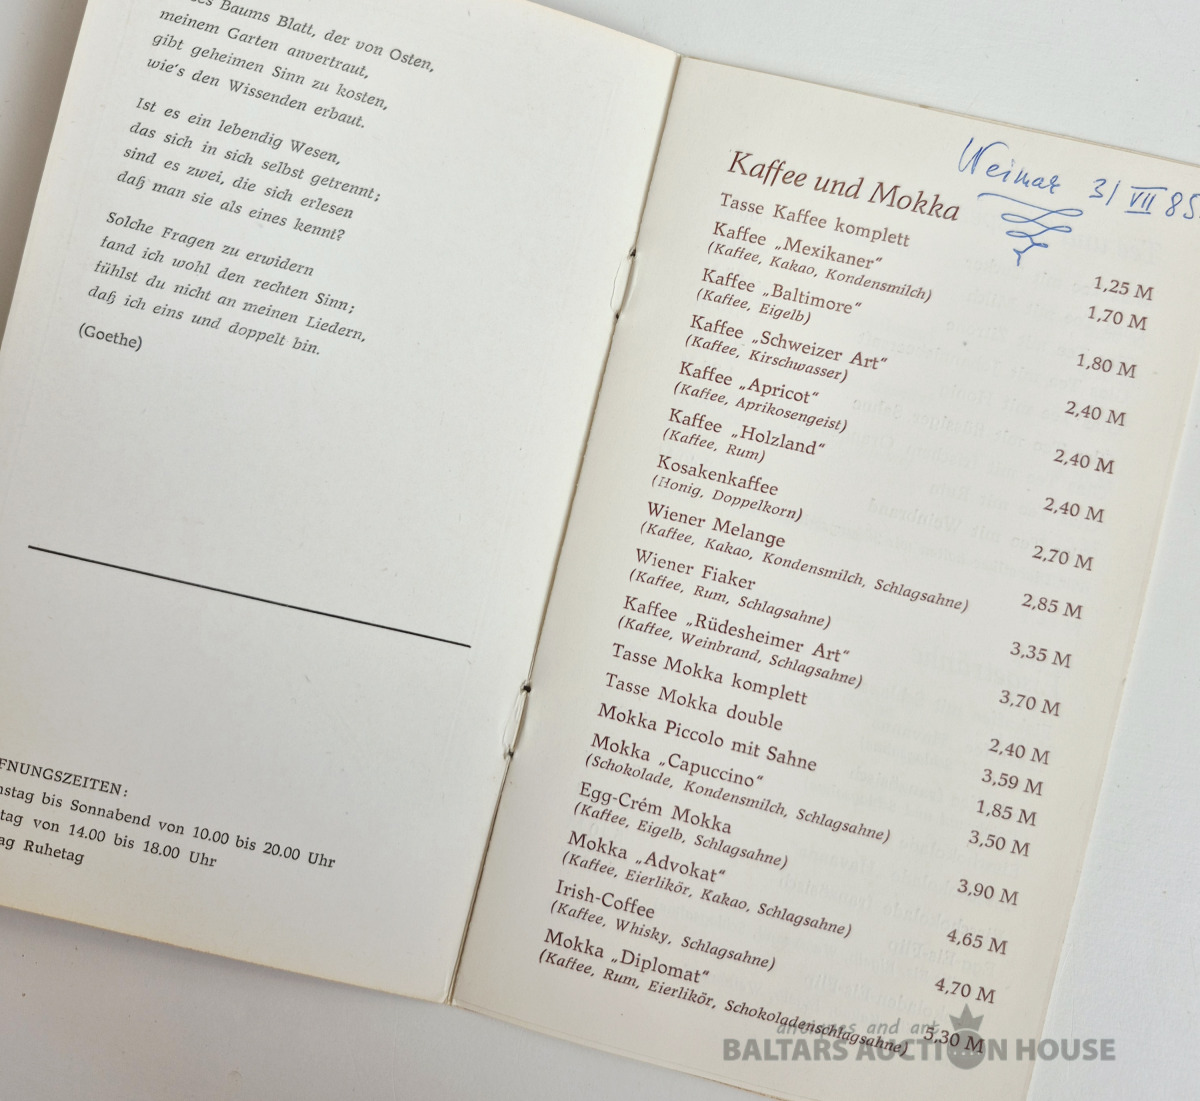 Baums Blatt, der von Osten,
meinem Garten anvertraut,
gibt geheimen Sinn zu kosten,
wie's den Wissenden erbaut.
Ist es ein lebendig Wesen,
das sich in sich selbst getrennt;
sind es zwei, die sich erlesen
daß man sie als eines kennt?
Solche Fragen zu erwidern
fand ich wohl den rechten Sinn;
fühlst du nicht an meinen Liedern,
daß ich eins und doppelt bin.
(Goethe)
FNUNGSZEITEN:
nstag bis Sonnabend von 10.00 bis 20.00 Uhr
tag von 14.00 bis 18.00 Uhr
ag Ruhetag
Weimar 31 VII 85
Kaffee und Mokka
Tasse Kaffee komplett 1,25 M
Kaffee „Mexikaner“ 1,70 M
(Kaffee, Kakao, Kondensmilch)
Kaffee „Baltimore“ 1,80 M
(Kaffee, Eigelb)
Kaffee „Schweizer Art“ 2,40 M
(Kaffee, Kirschwasser)
Kaffee „Apricot“ 2,40 M
(Kaffee, Aprikosengeist)
Kaffee „Holzland“ 2,40 M
(Kaffee, Rum)
Kosakenkaffee 2,70 M
(Honig, Doppelkorn)
Wiener Melange 2,85 M
(Kaffee, Kakao, Kondensmilch, Schlagsahne)
Wiener Fiaker 3,35 M
(Kaffee, Rum, Schlagsahne)
Kaffee „Rüdesheimer Art“ 3,70 M
(Kaffee, Weinbrand, Schlagsahne)
Tasse Mokka komplett 2,40 M
Tasse Mokka double 3,59 M
Mokka Piccolo mit Sahne 1,85 M
Mokka „Capuccino“ 3,50 M
(Schokolade, Kondensmilch, Schlagsahne)
Egg-Crém Mokka 3,90 M
(Kaffee, Eigelb, Schlagsahne)
Mokka „Advokat“ 4,65 M
(Kaffee, Eierlikör, Kakao, Schlagsahne)
Irish-Coffee 4,70 M
(Kaffee, Whisky, Schlagsahne)
Mokka „Diplomat“ 5,30 M
(Kaffee, Rum, Eierlikör, Schokoladenschlagsahne)
antiques and art
BALTARS AUCTION HOUSE